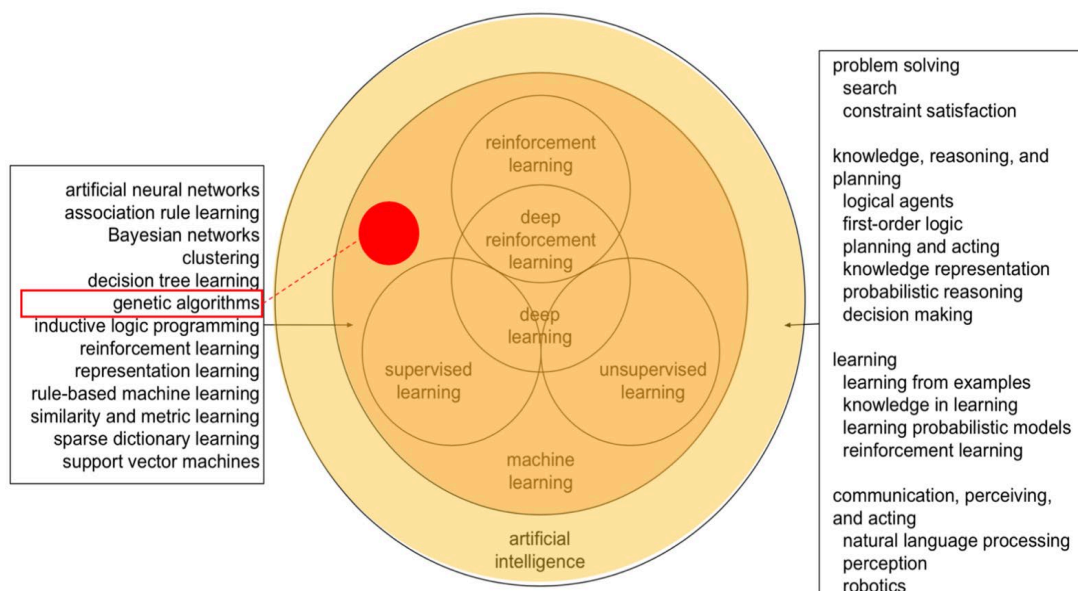 artificial neural networks
association rule learning
Bayesian networks
clustering
decision tree learning
genetic algorithms
inductive logic programming
reinforcement learning
representation learning
rule-based machine learning
similarity and metric learning
sparse dictionary learning
support vector machines
reinforcement
learning
deep
reinforcement
learning
deep
learning
supervised
learning
unsupervised
learning
machine
learning
artificial
intelligence
problem solving
search
constraint satisfaction
knowledge, reasoning, and
planning
logical agents
first-order logic
planning and acting
knowledge representation
probabilistic reasoning
decision making
learning
learning from examples
knowledge in learning
learning probabilistic models
reinforcement learning
communication, perceiving,
and acting
natural language processing
perception
robotics